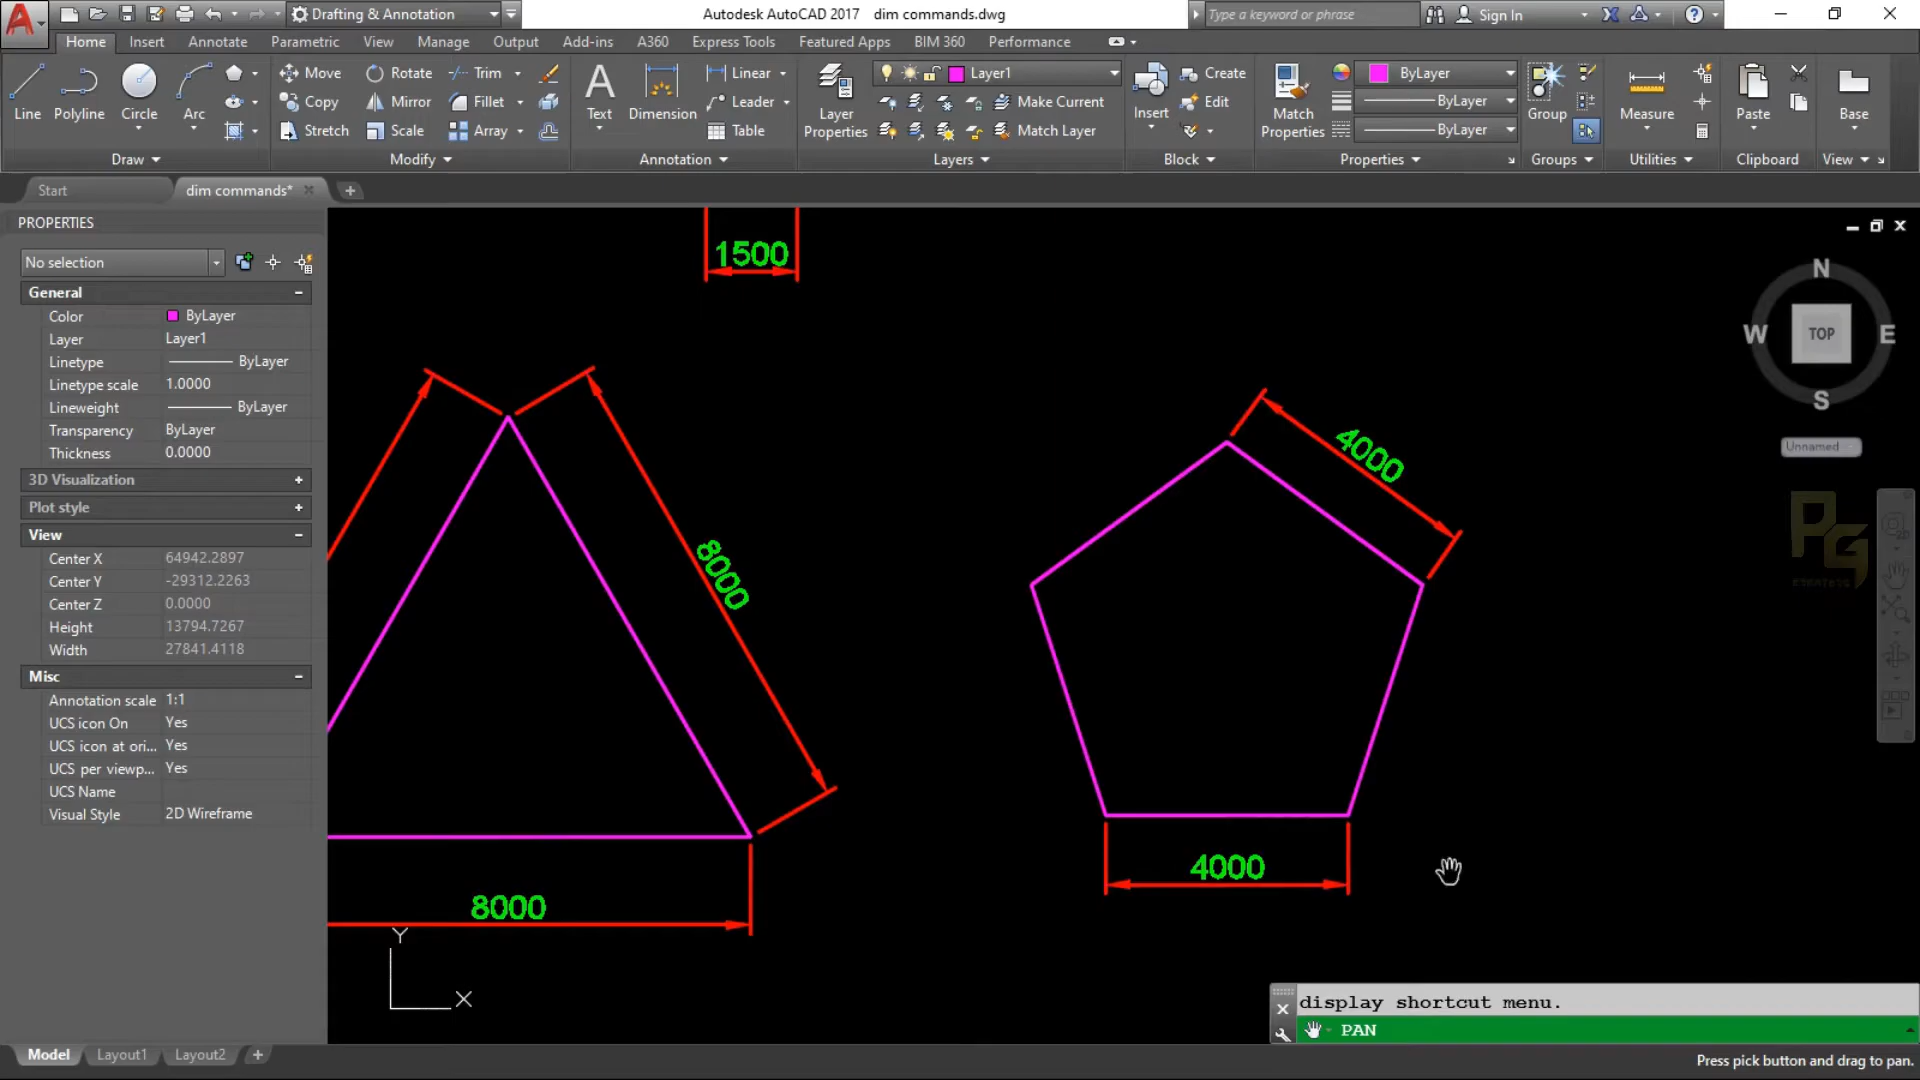 Drafting & Annotation
Autodesk AutoCAD 2017 dim commands.dwg
Type a keyword or phrase
Sign In
Home Insert Annotate Parametric View Manage Output Add-ins A360 Express Tools Featured Apps BIM 360 Performance
Line Polyline Circle Arc
Draw
Move Rotate Trim
Copy Mirror Fillet
Stretch Scale Array
Modify
Text Dimension
Linear
Leader
Table
Annotation
Layer Properties
Layer1
Make Current
Match Layer
Layers
Insert
Create
Edit
Block
Match Properties
ByLayer
ByLayer
ByLayer
Properties
Group
Groups
Measure
Utilities
Paste
Clipboard
Base
View
Start dim commands*
PROPERTIES
No selection
General
Color ByLayer
Layer Layer1
Linetype ByLayer
Linetype scale 1.0000
Lineweight ByLayer
Transparency ByLayer
Thickness 0.0000
3D Visualization
Plot style
View
Center X 64942.2897
Center Y -29312.2263
Center Z 0.0000
Height 13794.7267
Width 27841.4118
Misc
Annotation scale 1:1
UCS icon On Yes
UCS icon at ori... Yes
UCS per viewp... Yes
UCS Name
Visual Style 2D Wireframe
1500
8000
8000
4000
4000
N
W TOP E
S
Unnamed
PG
Y
X
display shortcut menu.
PAN
Model Layout1 Layout2
Press pick button and drag to pan.